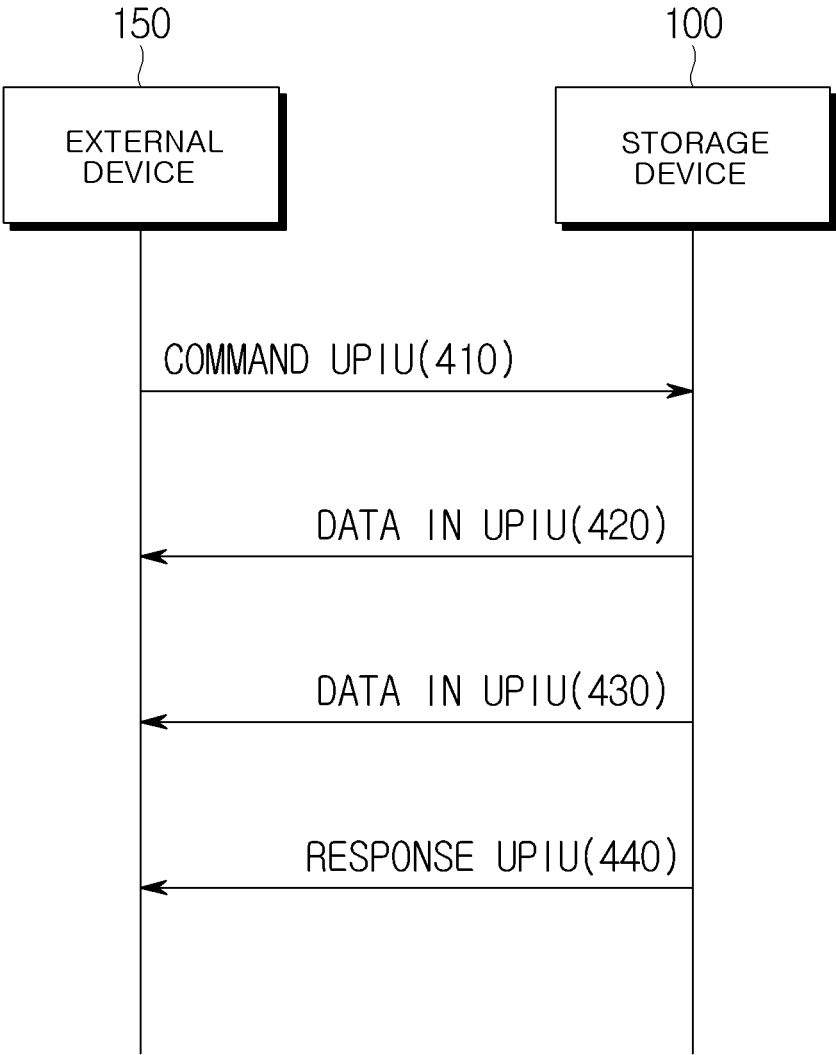 150
100
EXTERNAL
DEVICE
STORAGE
DEVICE
COMMAND UPIU(410)
DATA IN UPIU(420)
DATA IN UPIU(430)
RESPONSE UPIU(440)